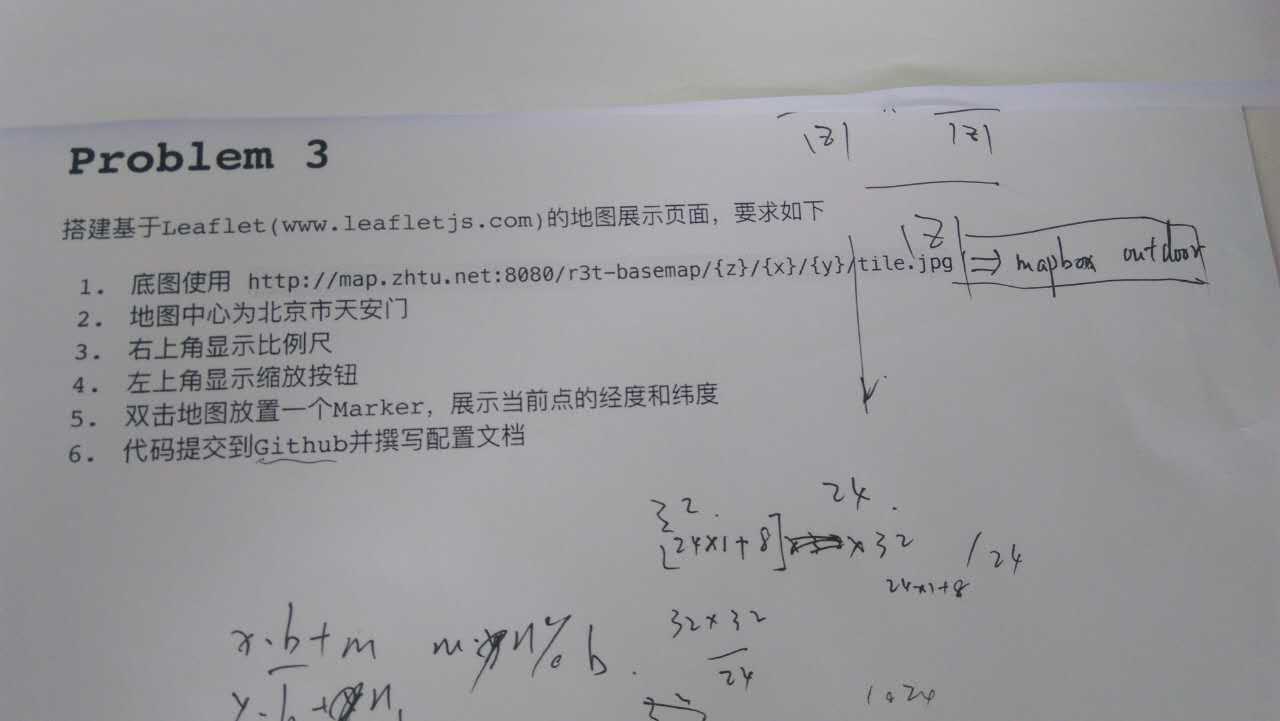 Problem 3
|z| |z|
搭建基于Leaflet(www.leafletjs.com)的地图展示页面，要求如下
|z|
1. 底图使用 http://map.zhtu.net:8080/r3t-basemap/{z}/{x}/{y}/tile.jpg ⇒ mapbox outdoor
2. 地图中心为北京市天安门
3. 右上角显示比例尺
4. 左上角显示缩放按钮
5. 双击地图放置一个Marker，展示当前点的经度和纬度
6. 代码提交到Github并撰写配置文档
24
[24×1+8] ×32 /24
24×1+8
32×32
24
x·b+m
n%b
1024